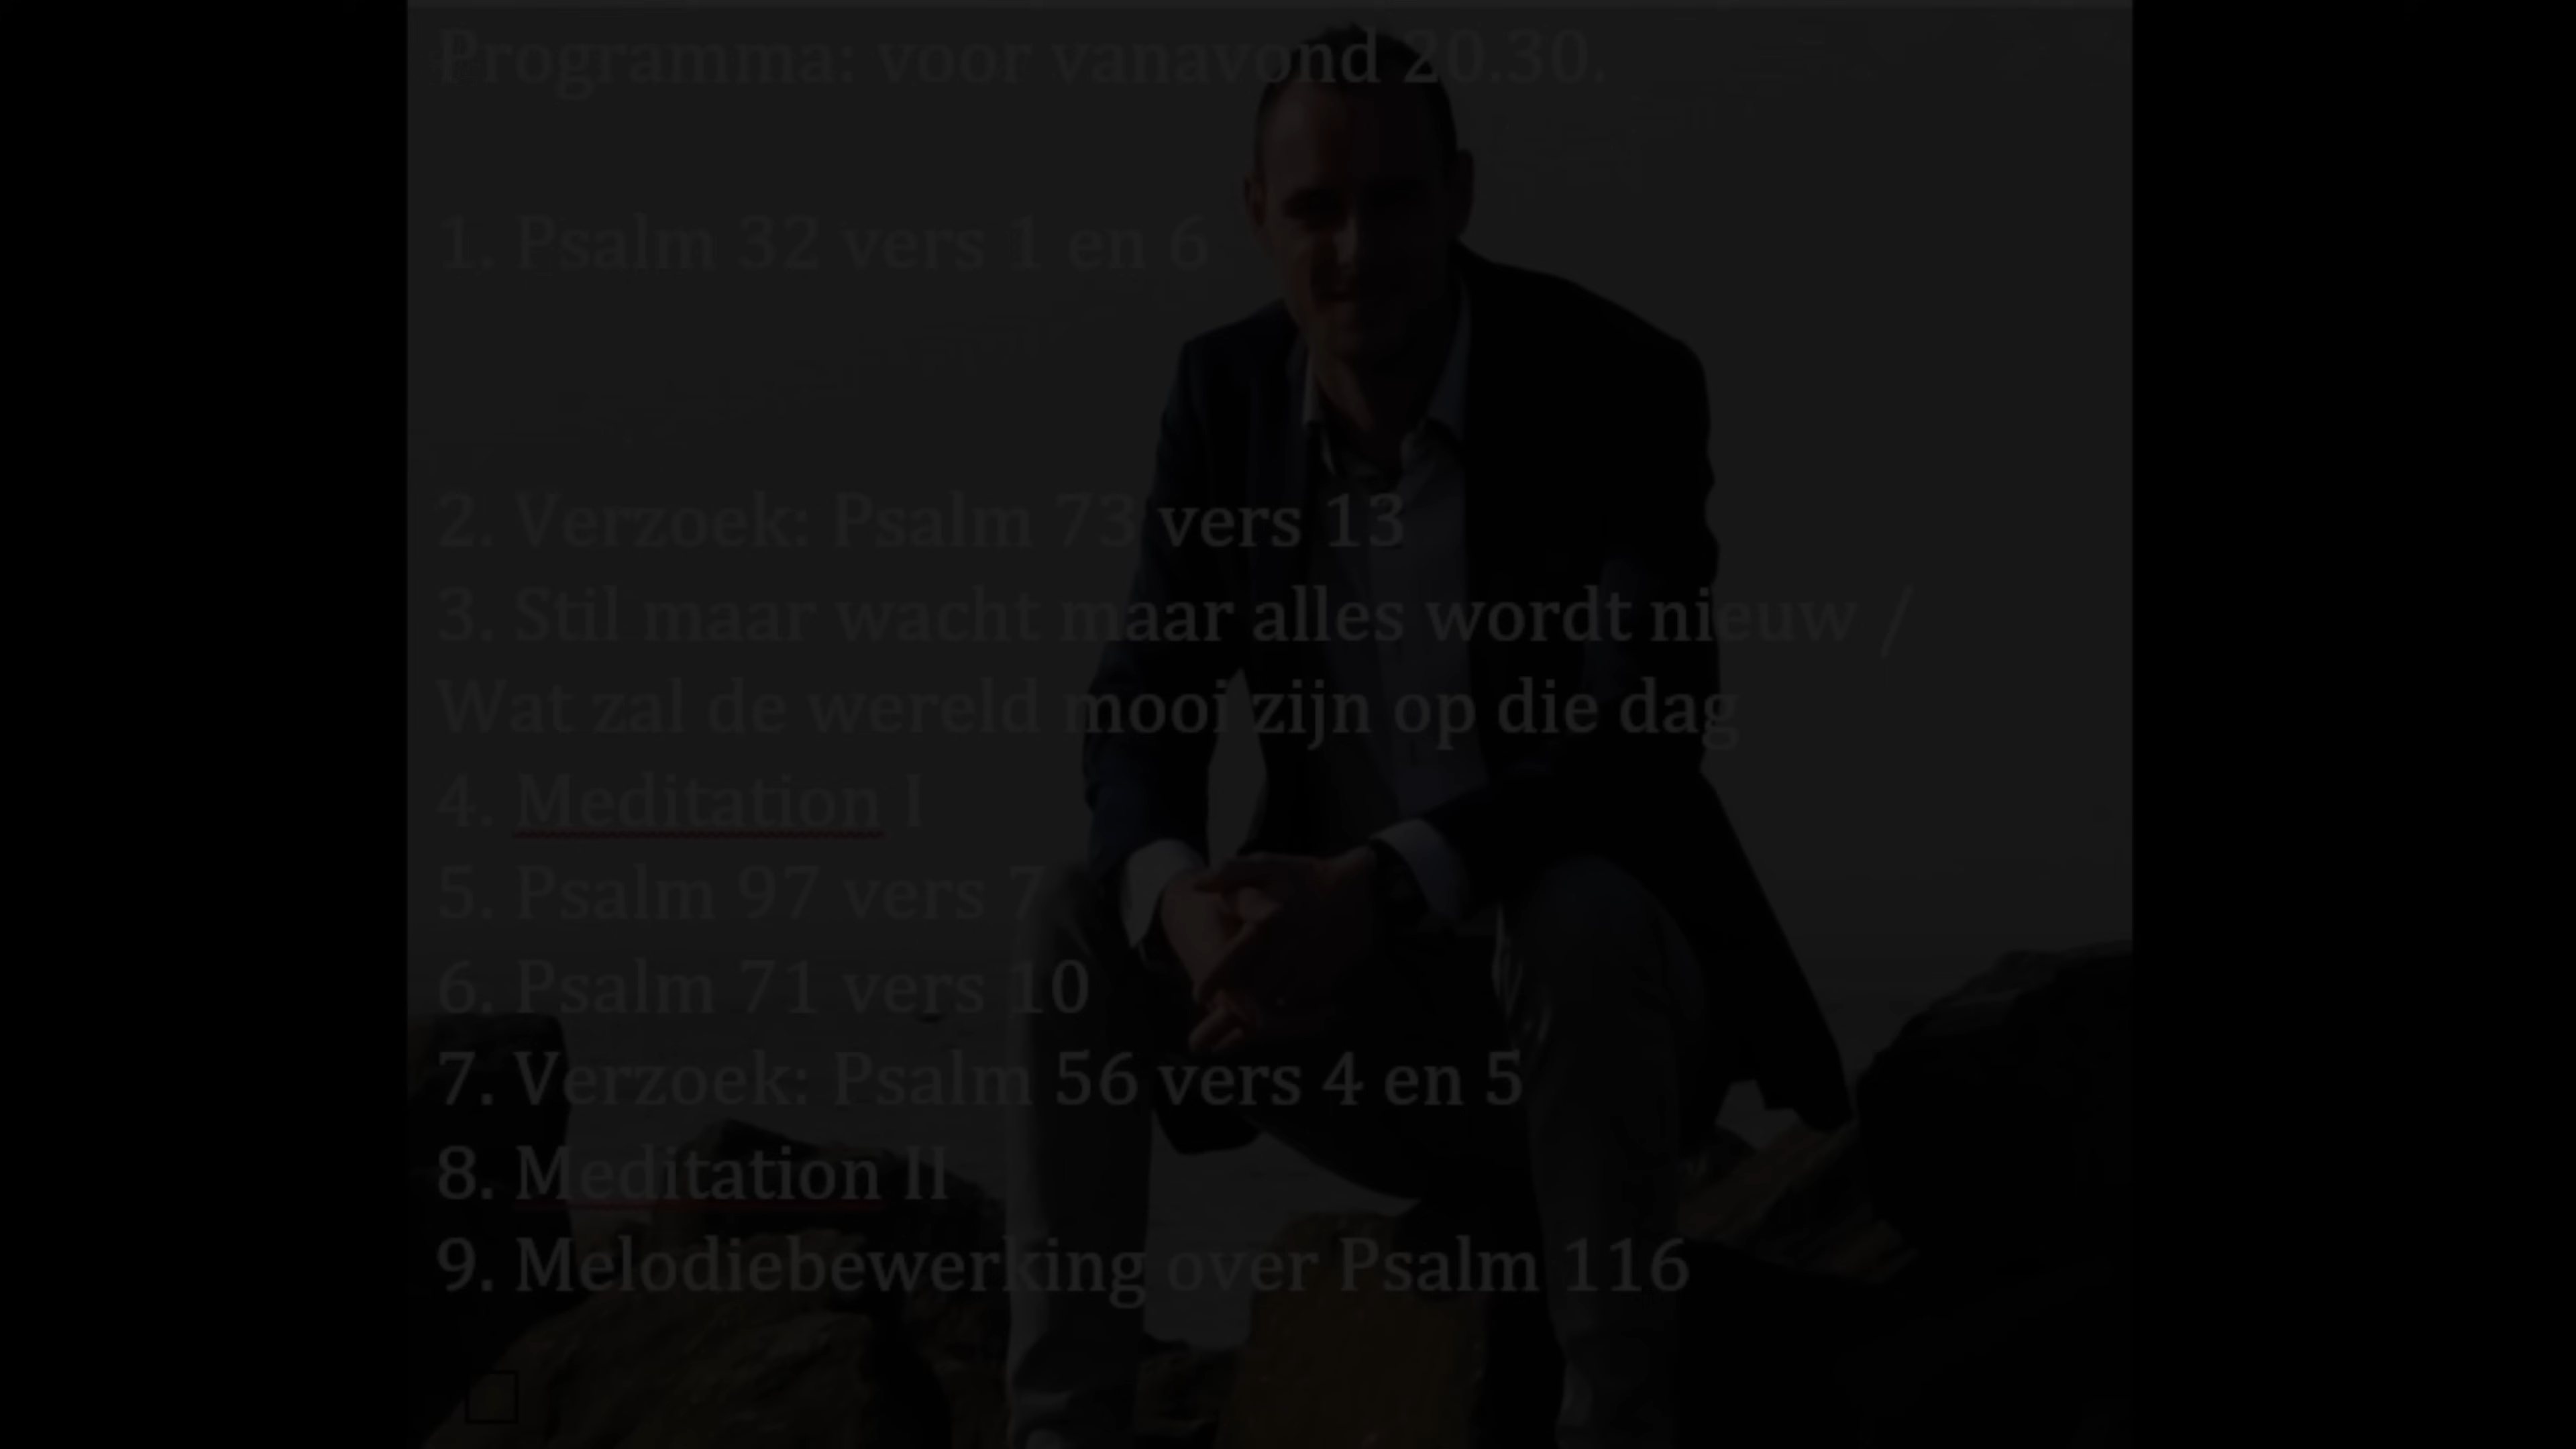 Programma: voor vanavond 20.30.
1. Psalm 32 vers 1 en 6
2. Verzoek: Psalm 73 vers 13
3. Stil maar wacht maar alles wordt nieuw /
Wat zal de wereld mooi zijn op die dag
4. Meditation I
5. Psalm 97 vers 7
6. Psalm 71 vers 10
7. Verzoek: Psalm 56 vers 4 en 5
8. Meditation II
9. Melodiebewerking over Psalm 116